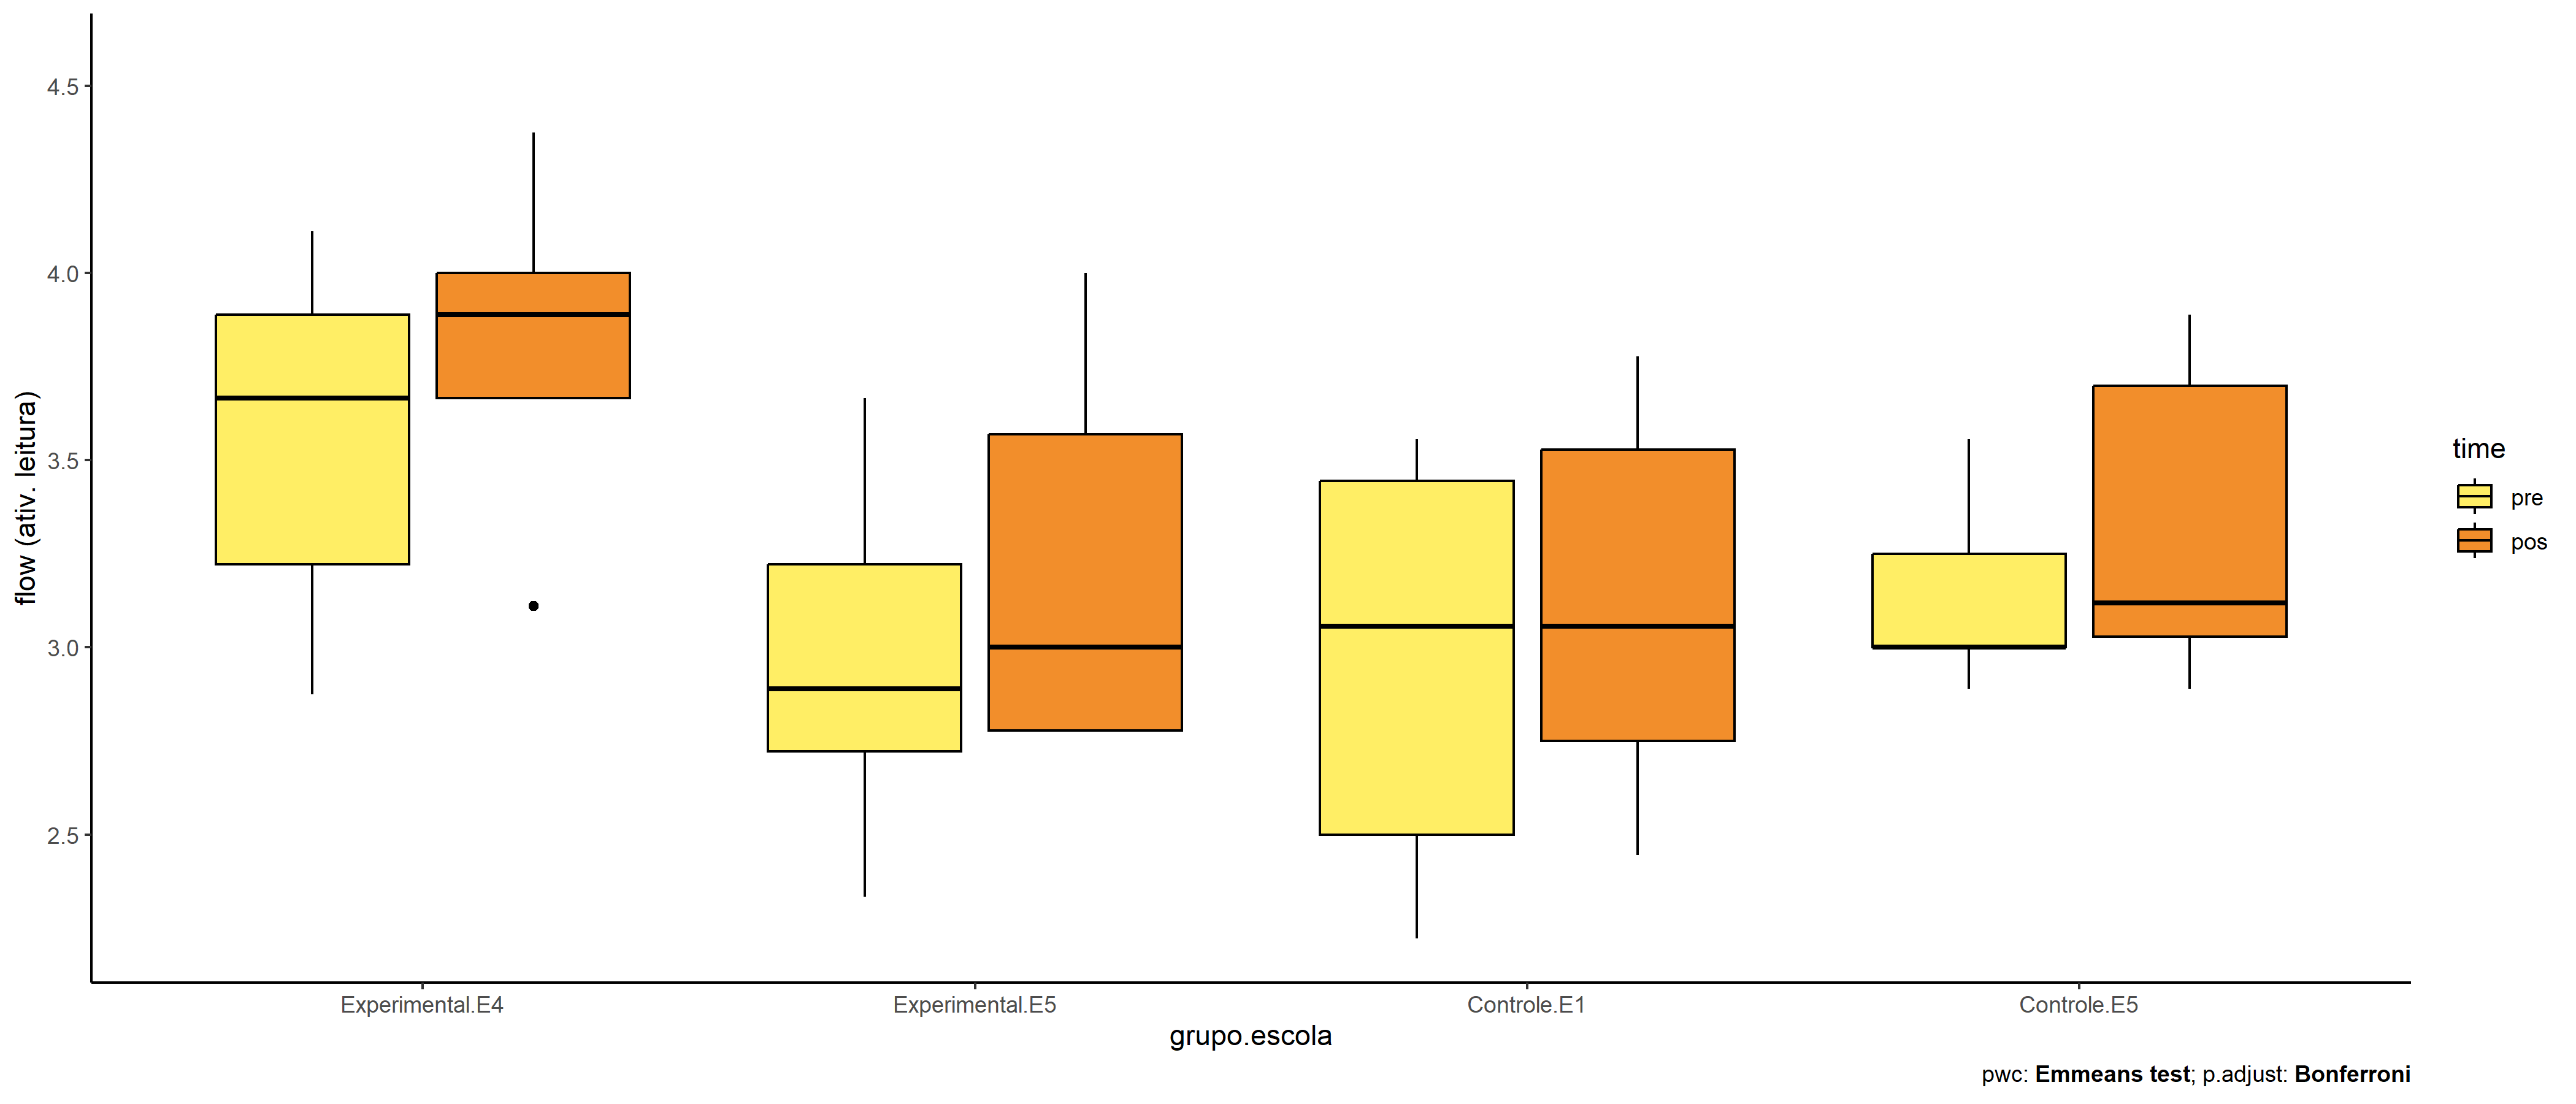 flow (ativ. leitura)
4.5
4.0
3.5
3.0
2.5
Experimental.E4
Experimental.E5
Controle.E1
Controle.E5
grupo.escola
time
pre
pos
pwc: Emmeans test; p.adjust: Bonferroni